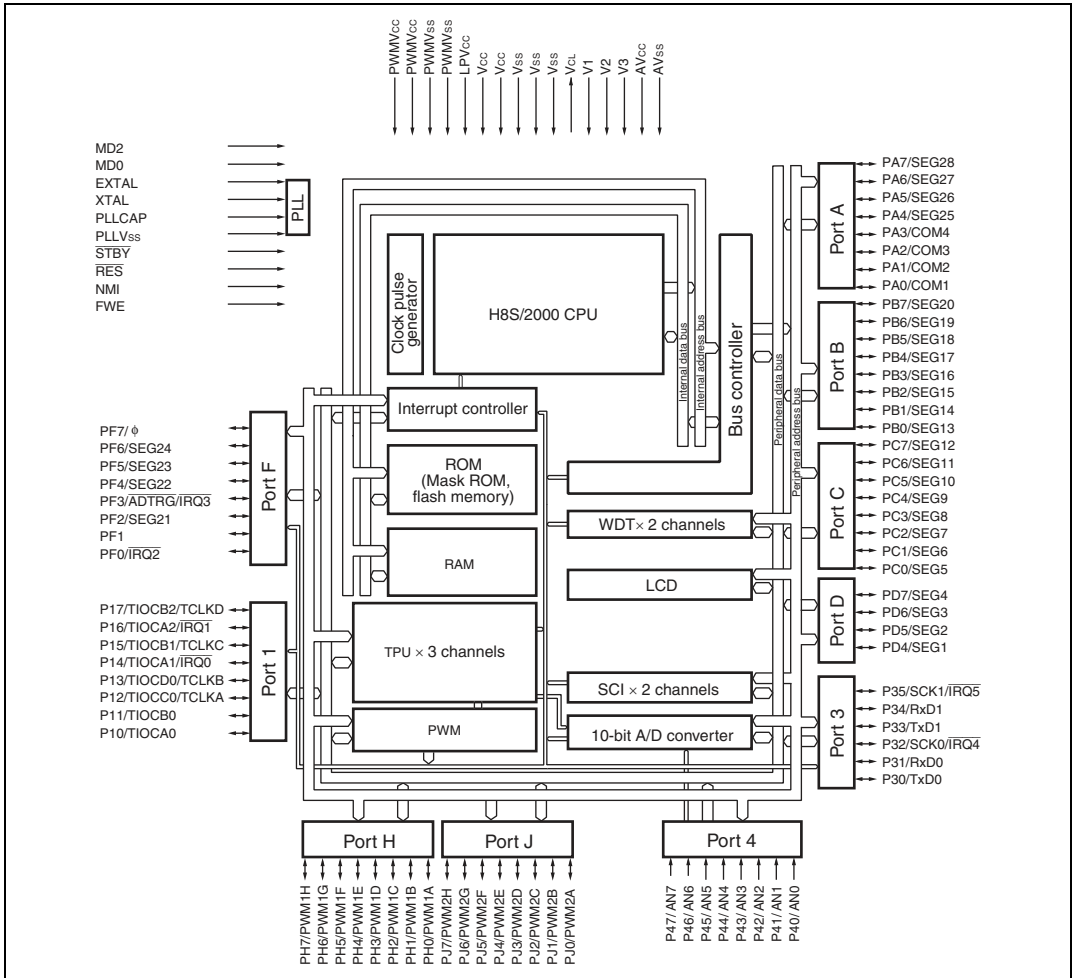 PWMVCC
PWMVCC
PWMVSS
PWMVSS
LPVCC
VCC
VCC
VSS
VSS
VSS
VCL
V1
V2
V3
AVCC
AVSS
MD2
MD0
EXTAL
XTAL
PLLCAP
PLLVSS
STBY
RES
NMI
FWE
PLL
Clock pulse
generator
H8S/2000 CPU
Internal data bus
Internal address bus
Bus controller
Peripheral data bus
Peripheral address bus
Interrupt controller
ROM
(Mask ROM,
flash memory)
RAM
TPU × 3 channels
PWM
WDT × 2 channels
LCD
SCI × 2 channels
10-bit A/D converter
Port A
PA7/SEG28
PA6/SEG27
PA5/SEG26
PA4/SEG25
PA3/COM4
PA2/COM3
PA1/COM2
PA0/COM1
Port B
PB7/SEG20
PB6/SEG19
PB5/SEG18
PB4/SEG17
PB3/SEG16
PB2/SEG15
PB1/SEG14
PB0/SEG13
Port C
PC7/SEG12
PC6/SEG11
PC5/SEG10
PC4/SEG9
PC3/SEG8
PC2/SEG7
PC1/SEG6
PC0/SEG5
Port D
PD7/SEG4
PD6/SEG3
PD5/SEG2
PD4/SEG1
Port 3
P35/SCK1/IRQ5
P34/RxD1
P33/TxD1
P32/SCK0/IRQ4
P31/RxD0
P30/TxD0
PF7/ φ
PF6/SEG24
PF5/SEG23
PF4/SEG22
PF3/ADTRG/IRQ3
PF2/SEG21
PF1
PF0/IRQ2
Port F
P17/TIOCB2/TCLKD
P16/TIOCA2/IRQ1
P15/TIOCB1/TCLKC
P14/TIOCA1/IRQ0
P13/TIOCD0/TCLKB
P12/TIOCC0/TCLKA
P11/TIOCB0
P10/TIOCA0
Port 1
Port H
Port J
Port 4
PH7/PWM1H
PH6/PWM1G
PH5/PWM1F
PH4/PWM1E
PH3/PWM1D
PH2/PWM1C
PH1/PWM1B
PH0/PWM1A
PJ7/PWM2H
PJ6/PWM2G
PJ5/PWM2F
PJ4/PWM2E
PJ3/PWM2D
PJ2/PWM2C
PJ1/PWM2B
PJ0/PWM2A
P47/ AN7
P46/ AN6
P45/ AN5
P44/ AN4
P43/ AN3
P42/ AN2
P41/ AN1
P40/ AN0